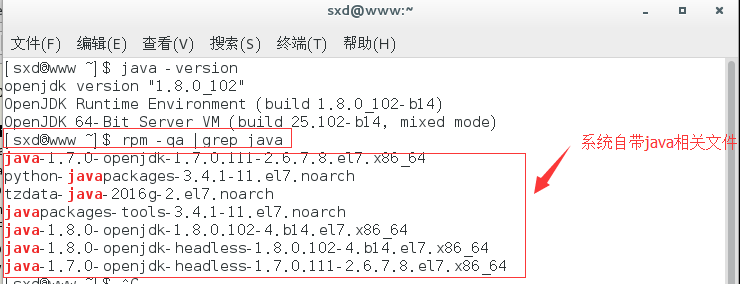 sxd@www:~
文件(F) 编辑(E) 查看(V) 搜索(S) 终端(T) 帮助(H)
[sxd@www ~]$ java -version
openjdk version "1.8.0_102"
OpenJDK Runtime Environment (build 1.8.0_102-b14)
OpenJDK 64-Bit Server VM (build 25.102-b14, mixed mode)
[sxd@www ~]$ rpm -qa |grep java
java-1.7.0-openjdk-1.7.0.111-2.6.7.8.el7.x86_64
python-javapackages-3.4.1-11.el7.noarch
tzdata-java-2016g-2.el7.noarch
javapackages-tools-3.4.1-11.el7.noarch
java-1.8.0-openjdk-1.8.0.102-4.b14.el7.x86_64
java-1.8.0-openjdk-headless-1.8.0.102-4.b14.el7.x86_64
java-1.7.0-openjdk-headless-1.7.0.111-2.6.7.8.el7.x86_64
系统自带java相关文件